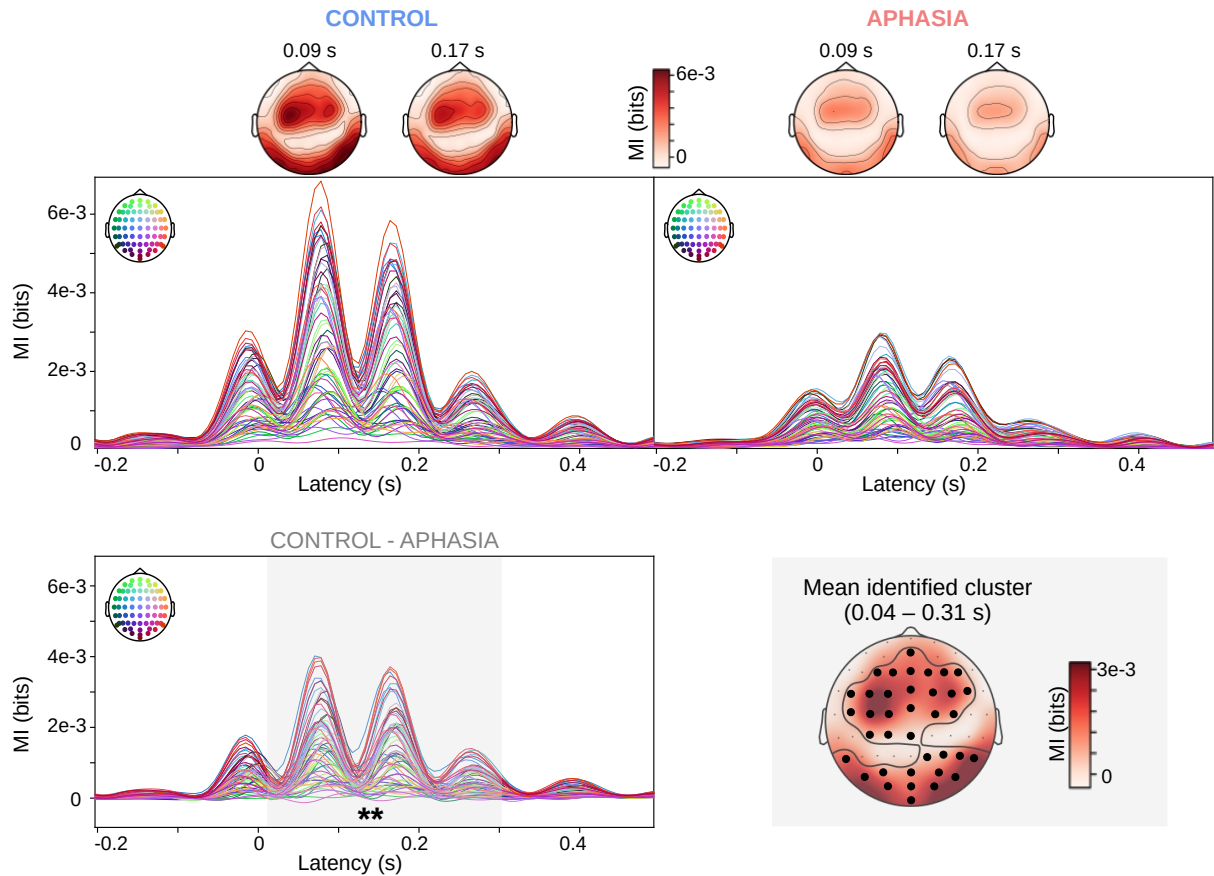 CONTROL
APHASIA
0.09 s
0.17 s
0.09 s
0.17 s
MI (bits)
6e-3
0
MI (bits)
6e-3
4e-3
2e-3
0
-0.2
0
0.2
0.4
Latency (s)
-0.2
0
0.2
0.4
Latency (s)
CONTROL - APHASIA
MI (bits)
6e-3
4e-3
2e-3
0
**
-0.2
0
0.2
0.4
Latency (s)
Mean identified cluster
(0.04 – 0.31 s)
MI (bits)
3e-3
0